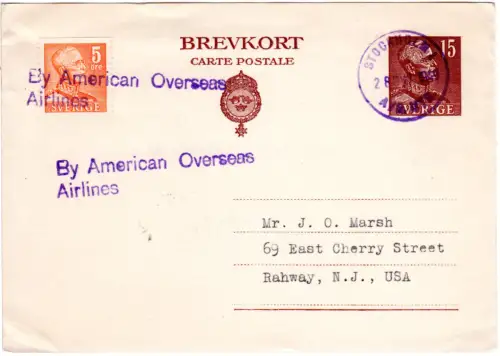 BREVKORT
CARTE POSTALE
5
öre
SVERIGE
15
SVERIGE
STOCKHOLM
28
By American Overseas
Airlines
By American Overseas
Airlines
Mr. J. O. Marsh
69 East Cherry Street
Rahway, N.J., USA